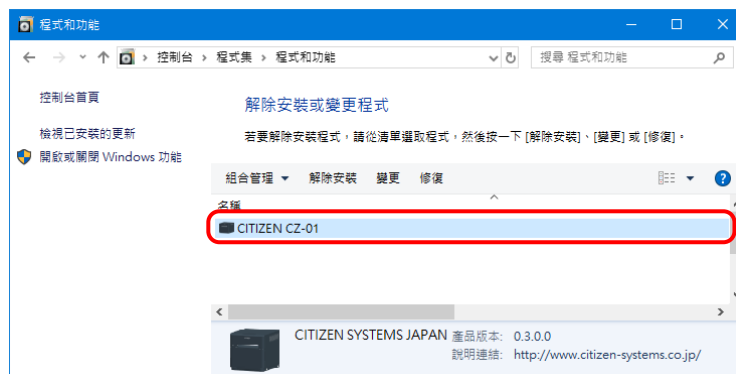 程式和功能
控制台 › 程式集 › 程式和功能
搜尋 程式和功能
控制台首頁
檢視已安裝的更新
開啟或關閉 Windows 功能
解除安裝或變更程式
若要解除安裝程式，請從清單選取程式，然後按一下 [解除安裝]、[變更] 或 [修復]。
組合管理 解除安裝 變更 修復
名稱
CITIZEN CZ-01
CITIZEN SYSTEMS JAPAN 產品版本: 0.3.0.0
說明連結: http://www.citizen-systems.co.jp/